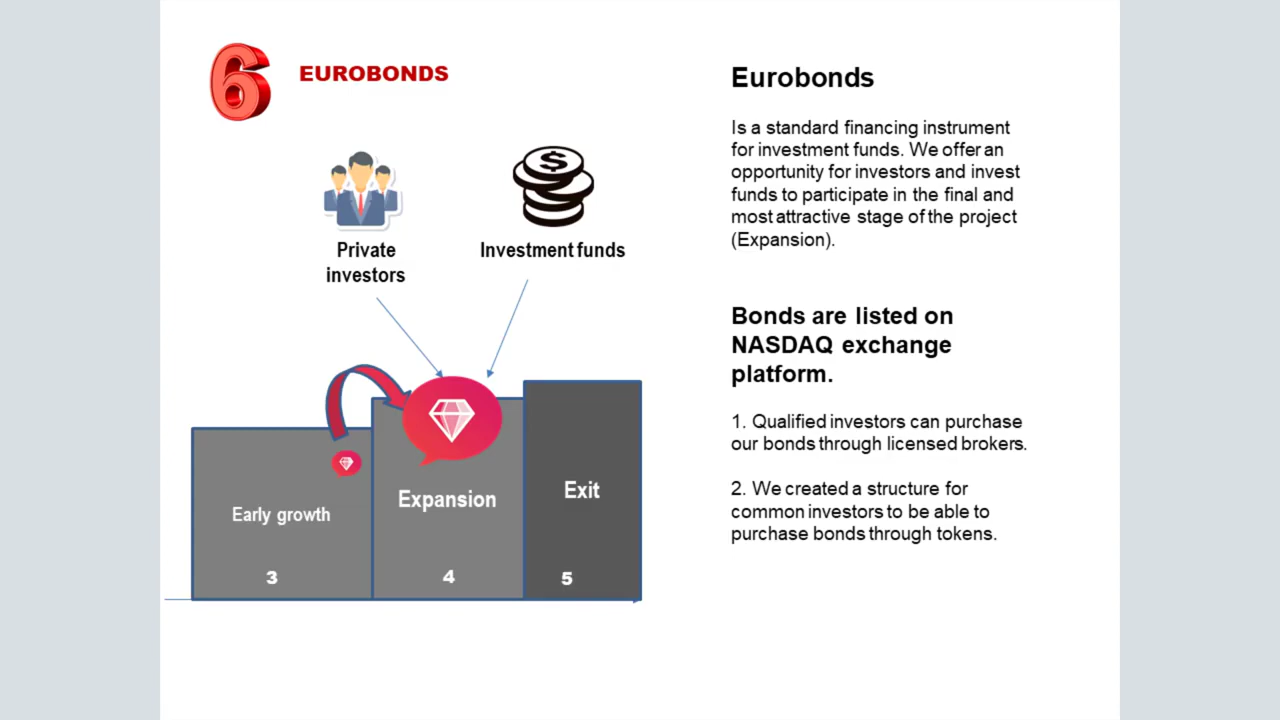 6
EUROBONDS
Private
investors
Investment funds
Early growth
3
Expansion
4
Exit
5
Eurobonds
Is a standard financing instrument
for investment funds. We offer an
opportunity for investors and invest
funds to participate in the final and
most attractive stage of the project
(Expansion).
Bonds are listed on
NASDAQ exchange
platform.
1. Qualified investors can purchase
our bonds through licensed brokers.
2. We created a structure for
common investors to be able to
purchase bonds through tokens.